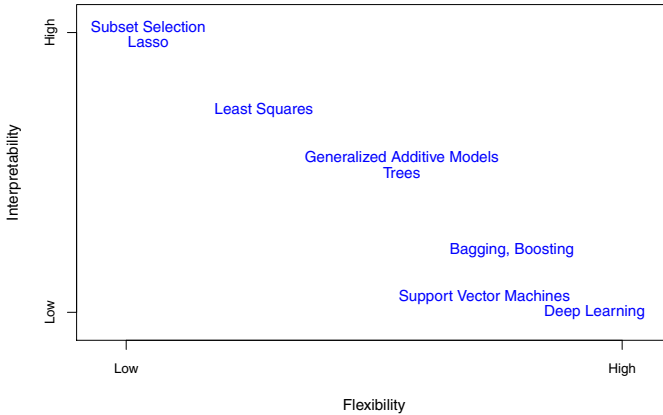 High
Subset Selection
Lasso
Least Squares
Generalized Additive Models
Trees
Interpretability
Bagging, Boosting
Support Vector Machines
Low
Deep Learning
Low
High
Flexibility